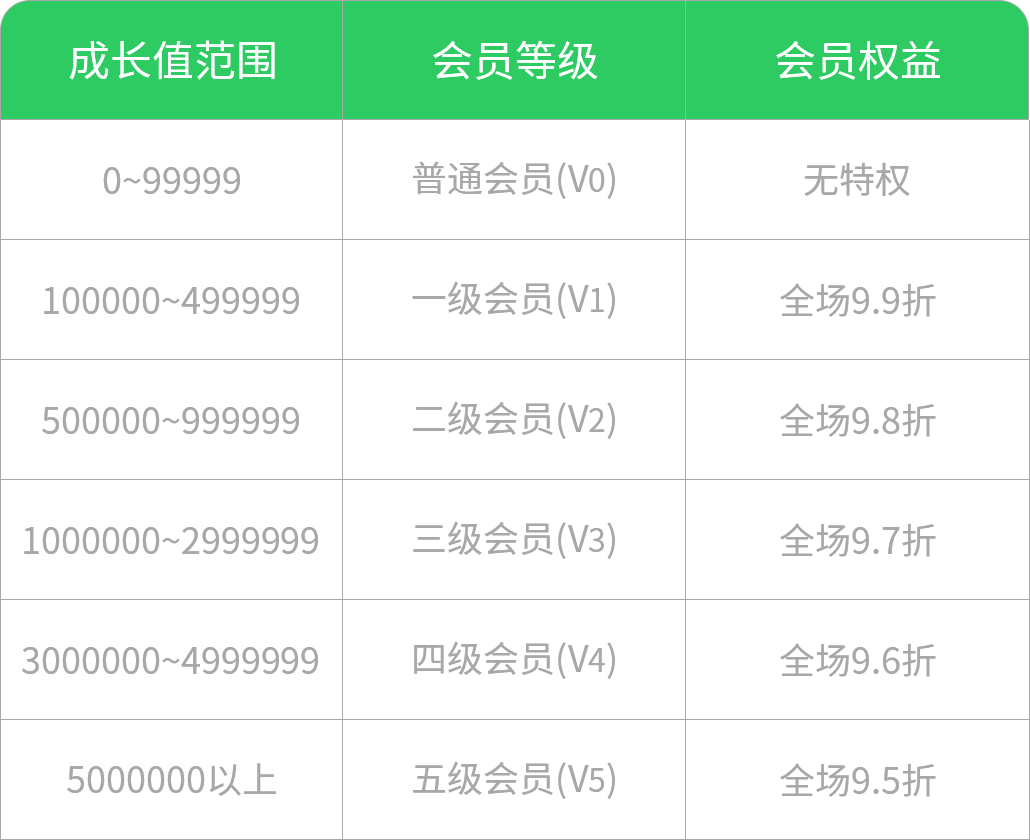 成长值范围 会员等级 会员权益
0~99999 普通会员(V0) 无特权
100000~499999 一级会员(V1) 全场9.9折
500000~999999 二级会员(V2) 全场9.8折
1000000~2999999 三级会员(V3) 全场9.7折
3000000~4999999 四级会员(V4) 全场9.6折
5000000以上 五级会员(V5) 全场9.5折